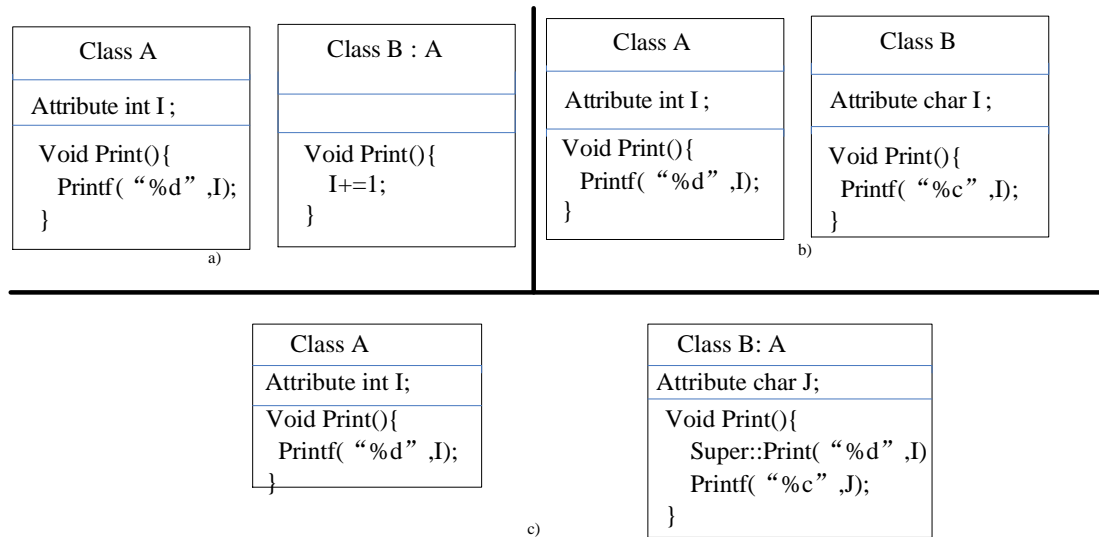 Class A
Attribute int I ;
Void Print(){
Printf( “%d” ,I);
}
Class B : A
Void Print(){
I+=1;
}
a)
Class A
Attribute int I ;
Void Print(){
Printf( “%d” ,I);
}
Class B
Attribute char I ;
Void Print(){
Printf( “%c” ,I);
}
b)
Class A
Attribute int I;
Void Print(){
Printf( “%d” ,I);
}
Class B: A
Attribute char J;
Void Print(){
Super::Print( “%d” ,I)
Printf( “%c” ,J);
}
c)